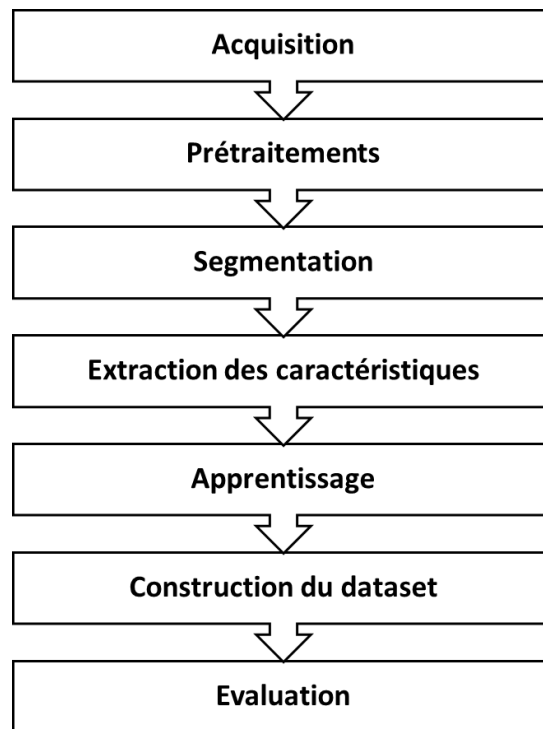 Acquisition
Prétraitements
Segmentation
Extraction des caractéristiques
Apprentissage
Construction du dataset
Evaluation